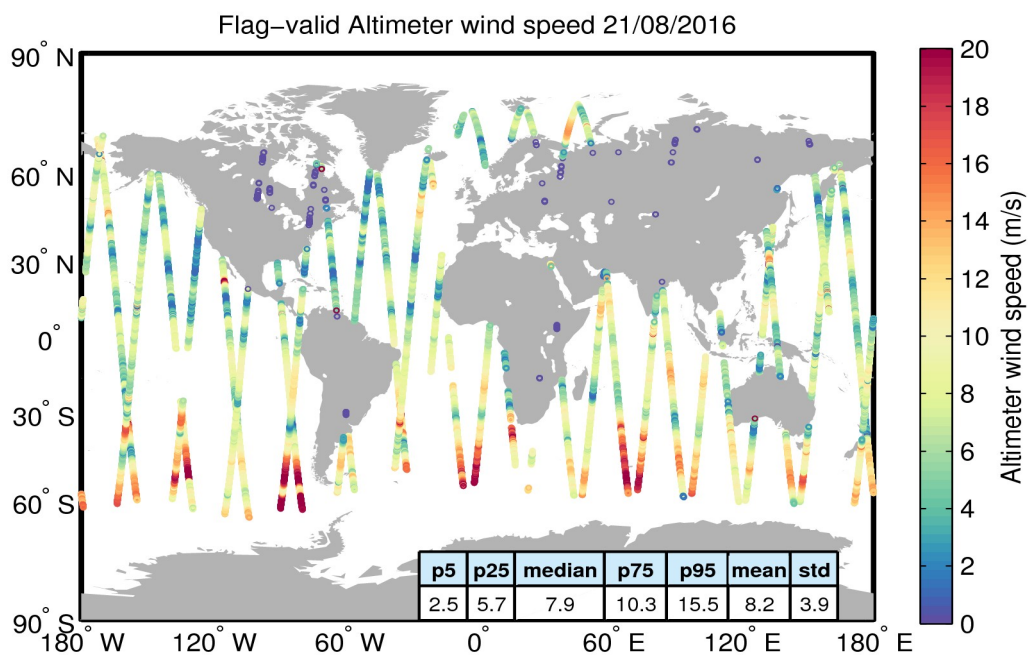 Flag−valid Altimeter wind speed 21/08/2016
90° N
60° N
30° N
0°
30° S
60° S
90° S
180° W
120° W
60° W
0°
60° E
120° E
180° E
p5 p25 median p75 p95 mean std
2.5 5.7 7.9 10.3 15.5 8.2 3.9
20
18
16
14
12
10
8
6
4
2
0
Altimeter wind speed (m/s)